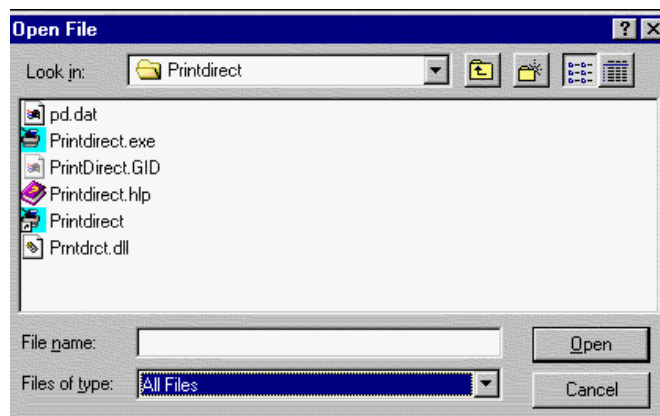 Open File
Look in: Printdirect
pd.dat
Printdirect.exe
PrintDirect.GID
Printdirect.hlp
Printdirect
Prntdrct.dll
File name: Open
Files of type: All Files Cancel